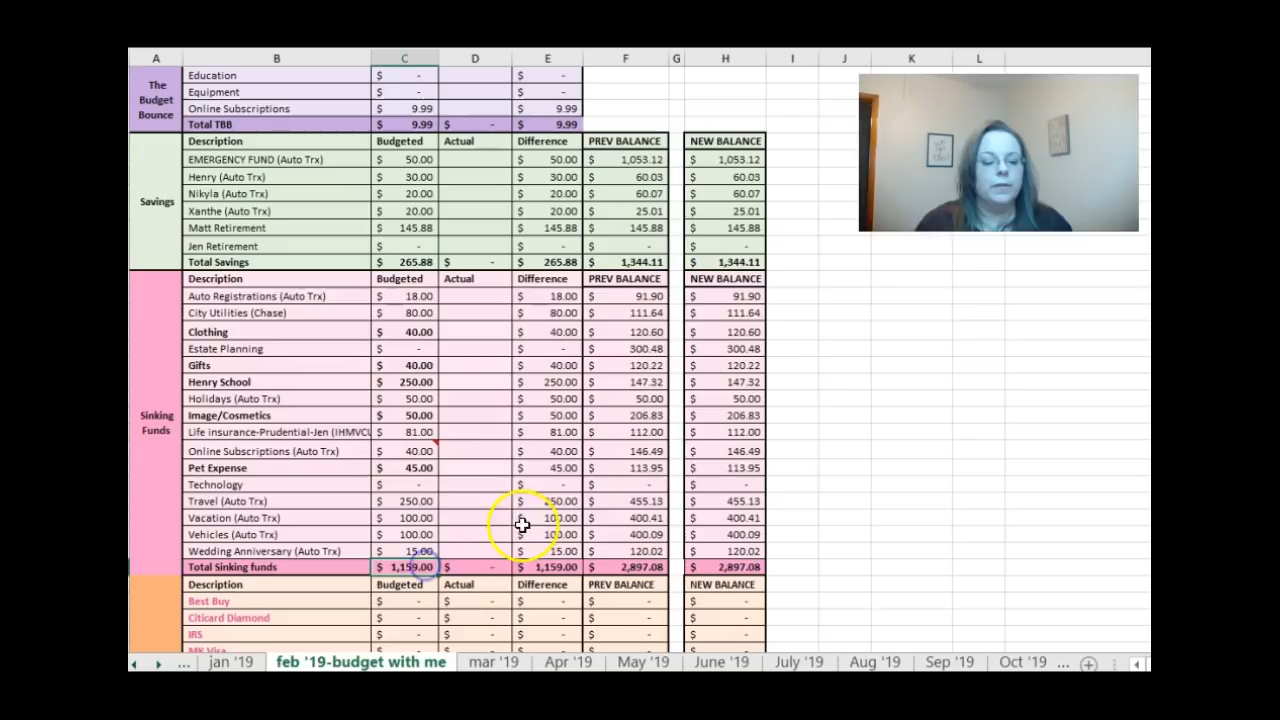 A B C D E F G H I J K L
The Budget Bounce
Education $ - $ -
Equipment $ - $ -
Online Subscriptions $ 9.99 $ 9.99
Total TBB $ 9.99 $ - $ 9.99
Savings
Description Budgeted Actual Difference PREV BALANCE NEW BALANCE
EMERGENCY FUND (Auto Trx) $ 50.00 $ 50.00 $ 1,053.12 $ 1,053.12
Henry (Auto Trx) $ 30.00 $ 30.00 $ 60.03 $ 60.03
Nikyla (Auto Trx) $ 20.00 $ 20.00 $ 60.07 $ 60.07
Xanthe (Auto Trx) $ 20.00 $ 20.00 $ 25.01 $ 25.01
Matt Retirement $ 145.88 $ 145.88 $ 145.88 $ 145.88
Jen Retirement $ - $ - $ - $ -
Total Savings $ 265.88 $ - $ 265.88 $ 1,344.11 $ 1,344.11
Sinking Funds
Description Budgeted Actual Difference PREV BALANCE NEW BALANCE
Auto Registrations (Auto Trx) $ 18.00 $ 18.00 $ 91.90 $ 91.90
City Utilities (Chase) $ 80.00 $ 80.00 $ 111.64 $ 111.64
Clothing $ 40.00 $ 40.00 $ 120.60 $ 120.60
Estate Planning $ - $ - $ 300.48 $ 300.48
Gifts $ 40.00 $ 40.00 $ 120.22 $ 120.22
Henry School $ 250.00 $ 250.00 $ 147.32 $ 147.32
Holidays (Auto Trx) $ 50.00 $ 50.00 $ 50.00 $ 50.00
Image/Cosmetics $ 50.00 $ 50.00 $ 206.83 $ 206.83
Life insurance-Prudential-Jen (IHMVCU $ 81.00 $ 81.00 $ 112.00 $ 112.00
Online Subscriptions (Auto Trx) $ 40.00 $ 40.00 $ 146.49 $ 146.49
Pet Expense $ 45.00 $ 45.00 $ 113.95 $ 113.95
Technology $ - $ - $ - $ -
Travel (Auto Trx) $ 250.00 $ 250.00 $ 455.13 $ 455.13
Vacation (Auto Trx) $ 100.00 $ 100.00 $ 400.41 $ 400.41
Vehicles (Auto Trx) $ 100.00 $ 100.00 $ 400.09 $ 400.09
Wedding Anniversary (Auto Trx) $ 15.00 $ 15.00 $ 120.02 $ 120.02
Total Sinking funds $ 1,159.00 $ - $ 1,159.00 $ 2,897.08 $ 2,897.08
Description Budgeted Actual Difference PREV BALANCE NEW BALANCE
Best Buy $ - $ - $ - $ - $ -
Citicard Diamond $ - $ - $ - $ - $ -
IRS $ - $ - $ - $ - $ -
MK Visa
... jan '19 feb '19-budget with me mar '19 Apr '19 May '19 June '19 July '19 Aug '19 Sep '19 Oct '19 ...